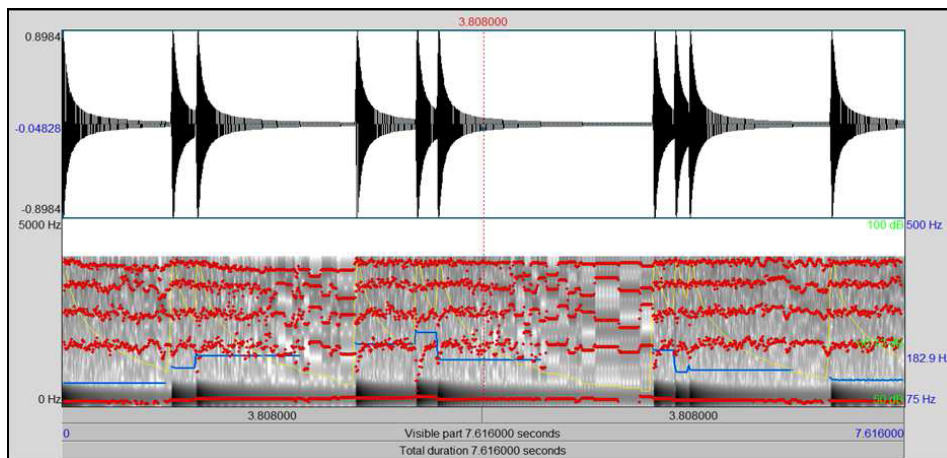 3.808000
0.8984
-0.04828
-0.8984
5000 Hz 100 dB 500 Hz
182.9 H
0 Hz 50 dB 75 Hz
3.808000 3.808000
0 Visible part 7.616000 seconds 7.616000
Total duration 7.616000 seconds